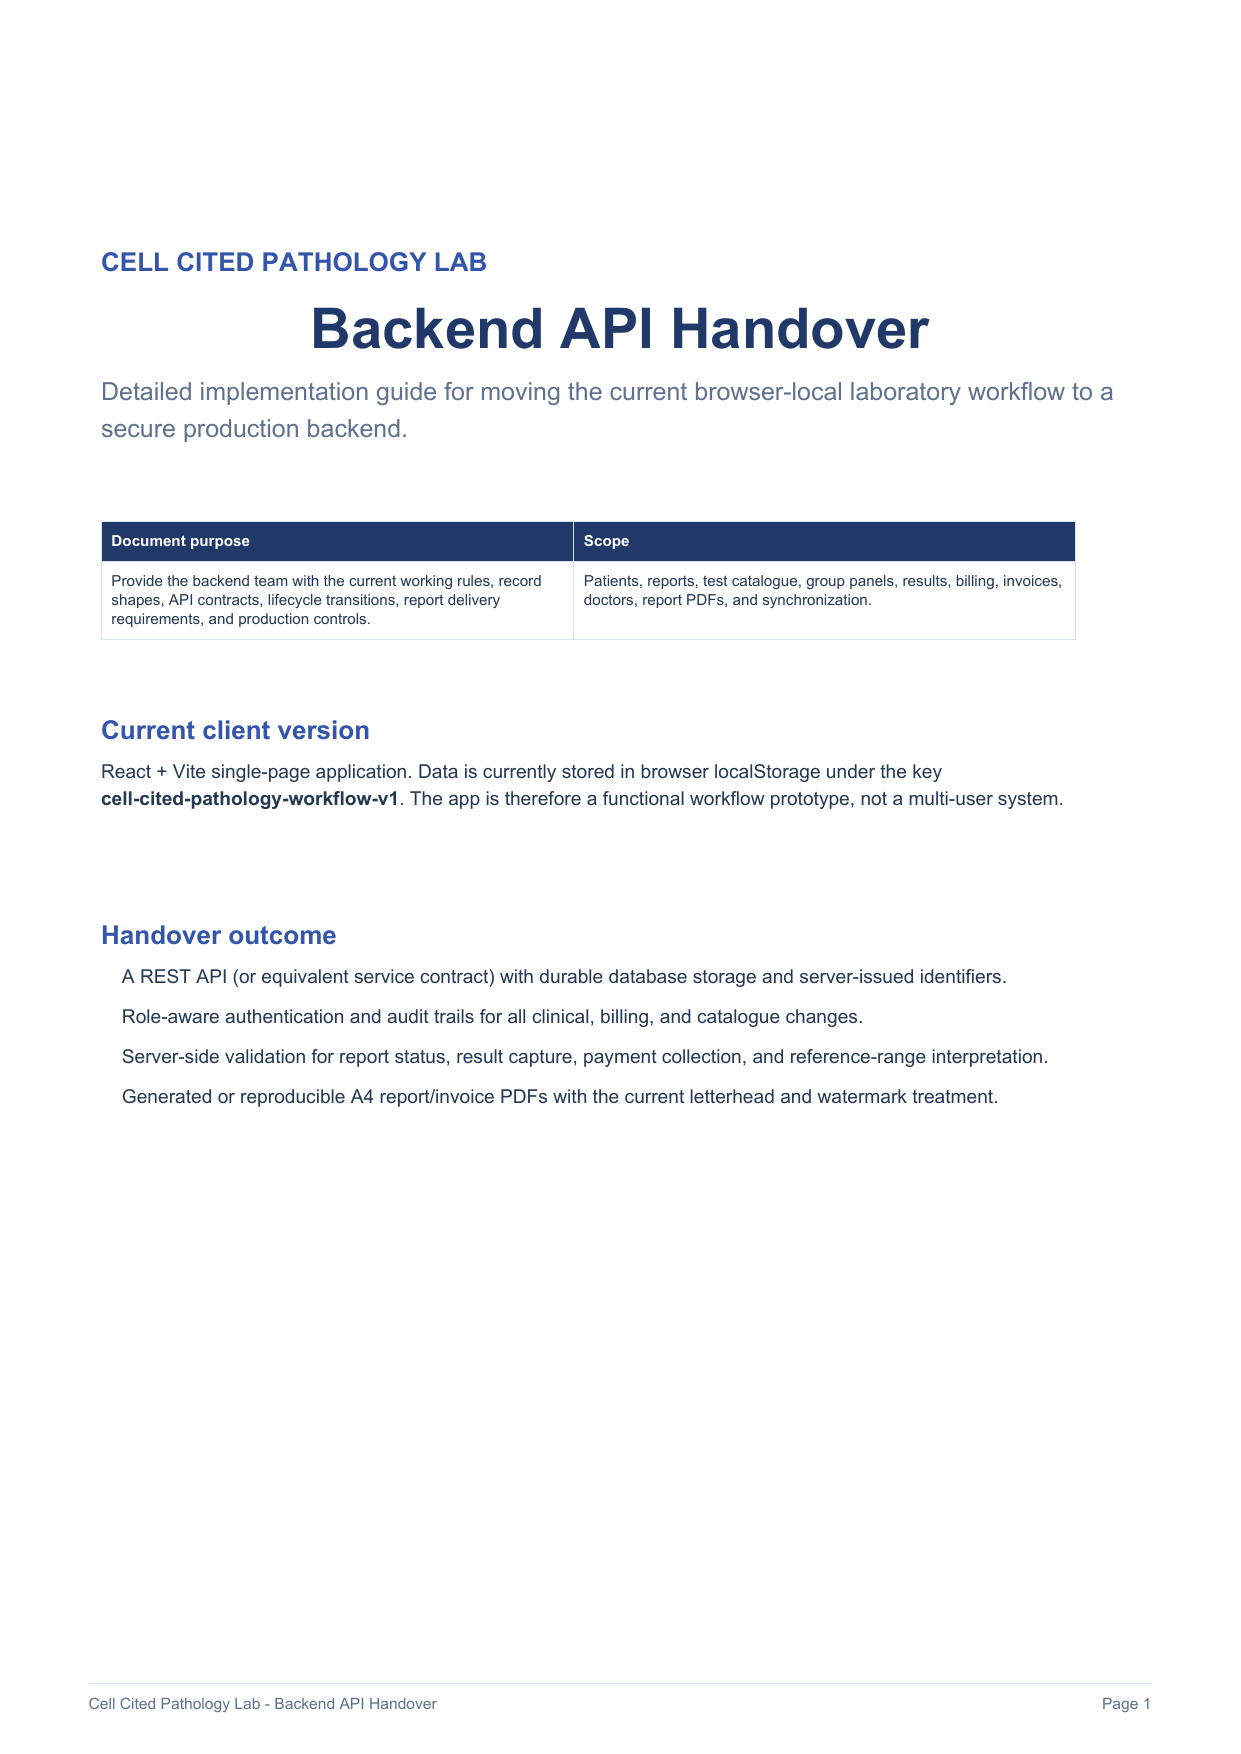 CELL CITED PATHOLOGY LAB
Backend API Handover
Detailed implementation guide for moving the current browser-local laboratory workflow to a
secure production backend.
Document purpose
Scope
Provide the backend team with the current working rules, record
shapes, API contracts, lifecycle transitions, report delivery
requirements, and production controls.
Patients, reports, test catalogue, group panels, results, billing, invoices,
doctors, report PDFs, and synchronization.
Current client version
React + Vite single-page application. Data is currently stored in browser localStorage under the key
cell-cited-pathology-workflow-v1. The app is therefore a functional workflow prototype, not a multi-user system.
Handover outcome
A REST API (or equivalent service contract) with durable database storage and server-issued identifiers.
Role-aware authentication and audit trails for all clinical, billing, and catalogue changes.
Server-side validation for report status, result capture, payment collection, and reference-range interpretation.
Generated or reproducible A4 report/invoice PDFs with the current letterhead and watermark treatment.
Cell Cited Pathology Lab - Backend API Handover
Page 1